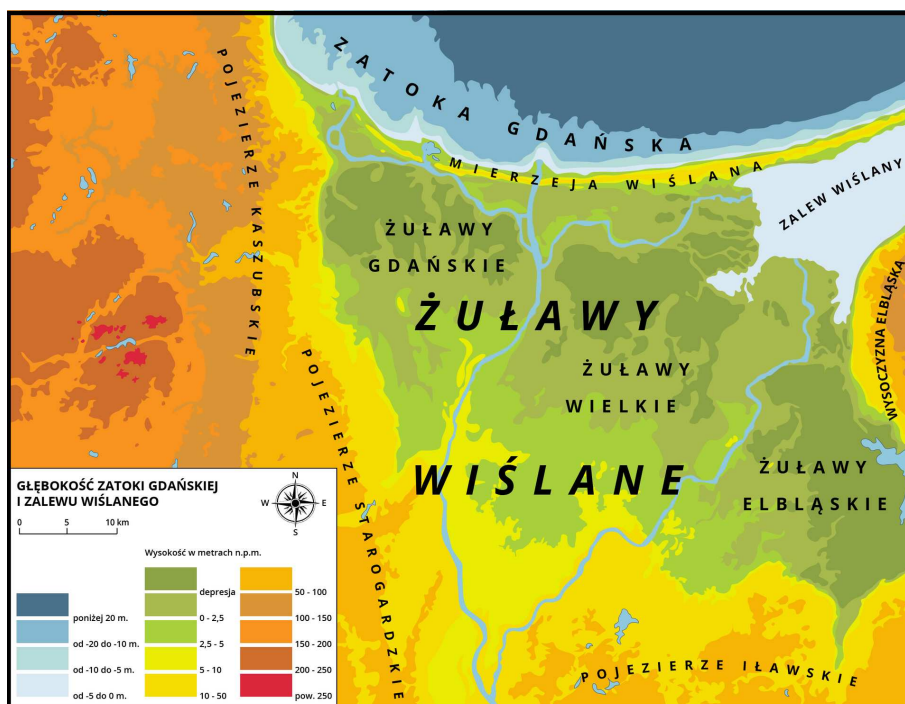 ZATOKA GDAŃSKA
MIERZEJA WIŚLANA
ZALEW WIŚLANY
POJEZIERZE KASZUBSKIE
ŻUŁAWY
GDAŃSKIE
ŻUŁAWY
WIŚLANE
ŻUŁAWY
WIELKIE
WYSOCZYZNA ELBLĄSKA
ŻUŁAWY
ELBLĄSKIE
POJEZIERZE STAROGARDZKIE
POJEZIERZE IŁAWSKIE
GŁĘBOKOŚĆ ZATOKI GDAŃSKIEJ
I ZALEWU WIŚLANEGO
0 5 10 km
N
W E
S
Wysokość w metrach n.p.m.
poniżej 20 m.
od -20 do -10 m.
od -10 do -5 m.
od -5 do 0 m.
depresja
0 - 2,5
2,5 - 5
5 - 10
10 - 50
50 - 100
100 - 150
150 - 200
200 - 250
pow. 250